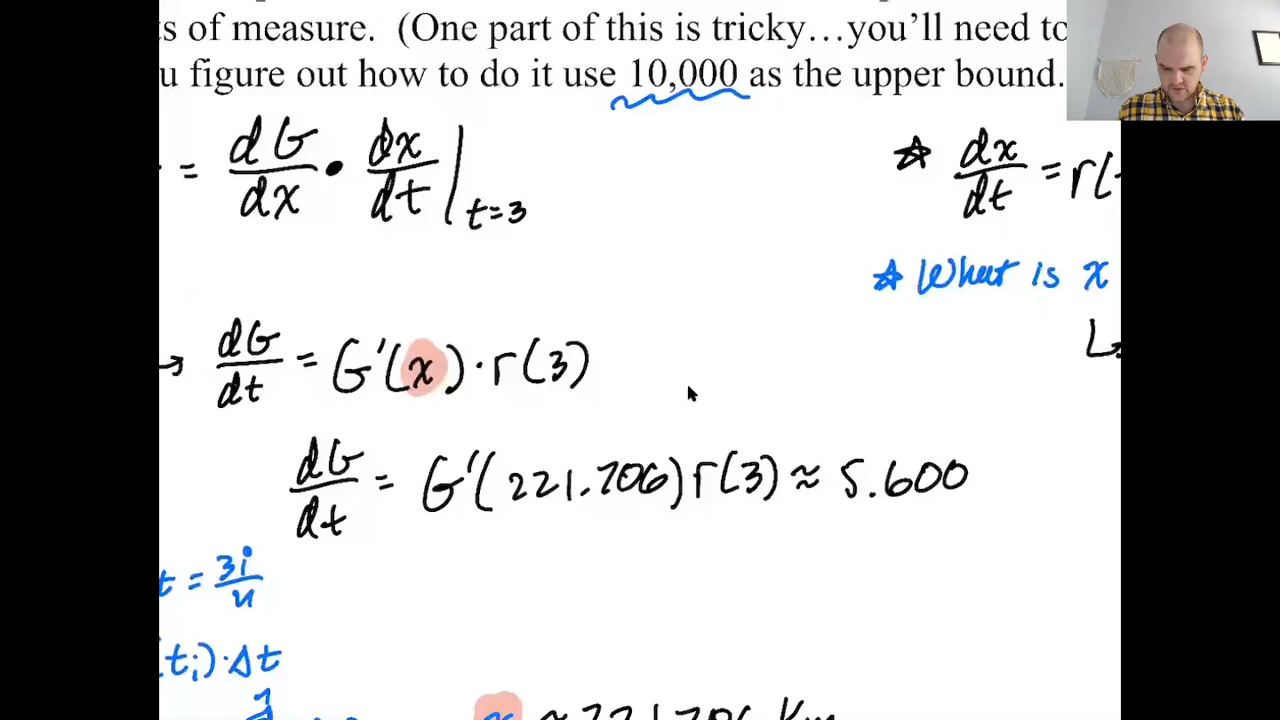 ts of measure. (One part of this is tricky…you'll need to
u figure out how to do it use 10,000 as the upper bound.
= dG/dx · dx/dt |t=3
☆ dx/dt = r(
☆ What is x
→ dG/dt = G'(x) · r(3)
dG/dt = G'(221.706) r(3) ≈ 5.600
t = 3i/n
(ti) · Δt
x ≈ 221.706 Km